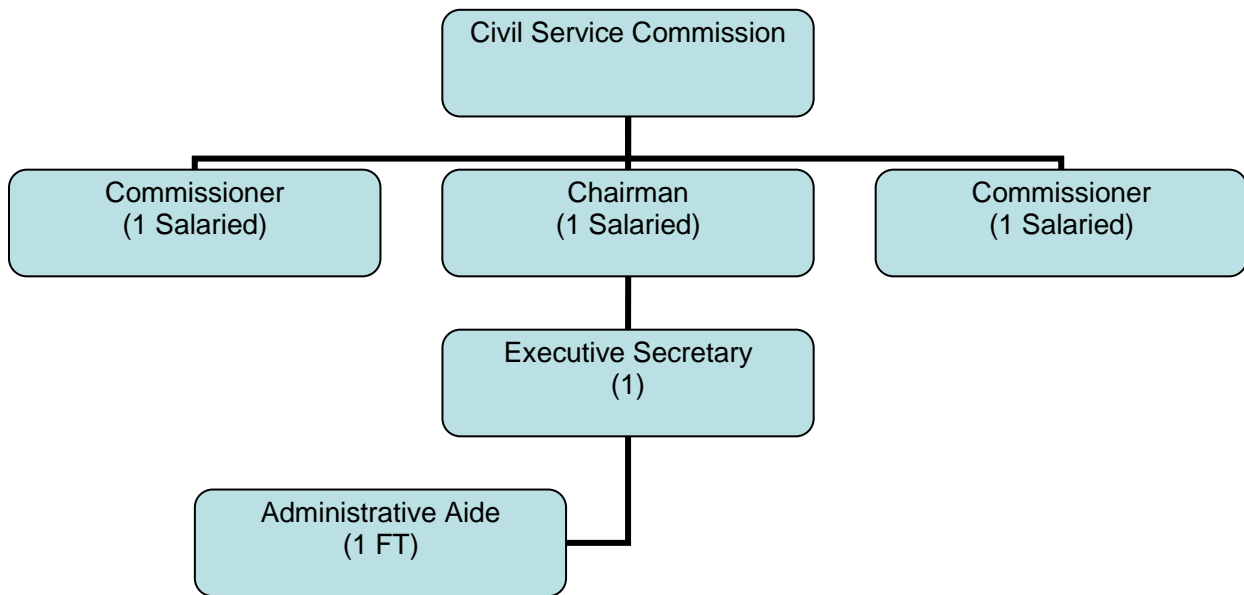 Civil Service Commission
Commissioner
(1 Salaried)
Chairman
(1 Salaried)
Commissioner
(1 Salaried)
Executive Secretary
(1)
Administrative Aide
(1 FT)